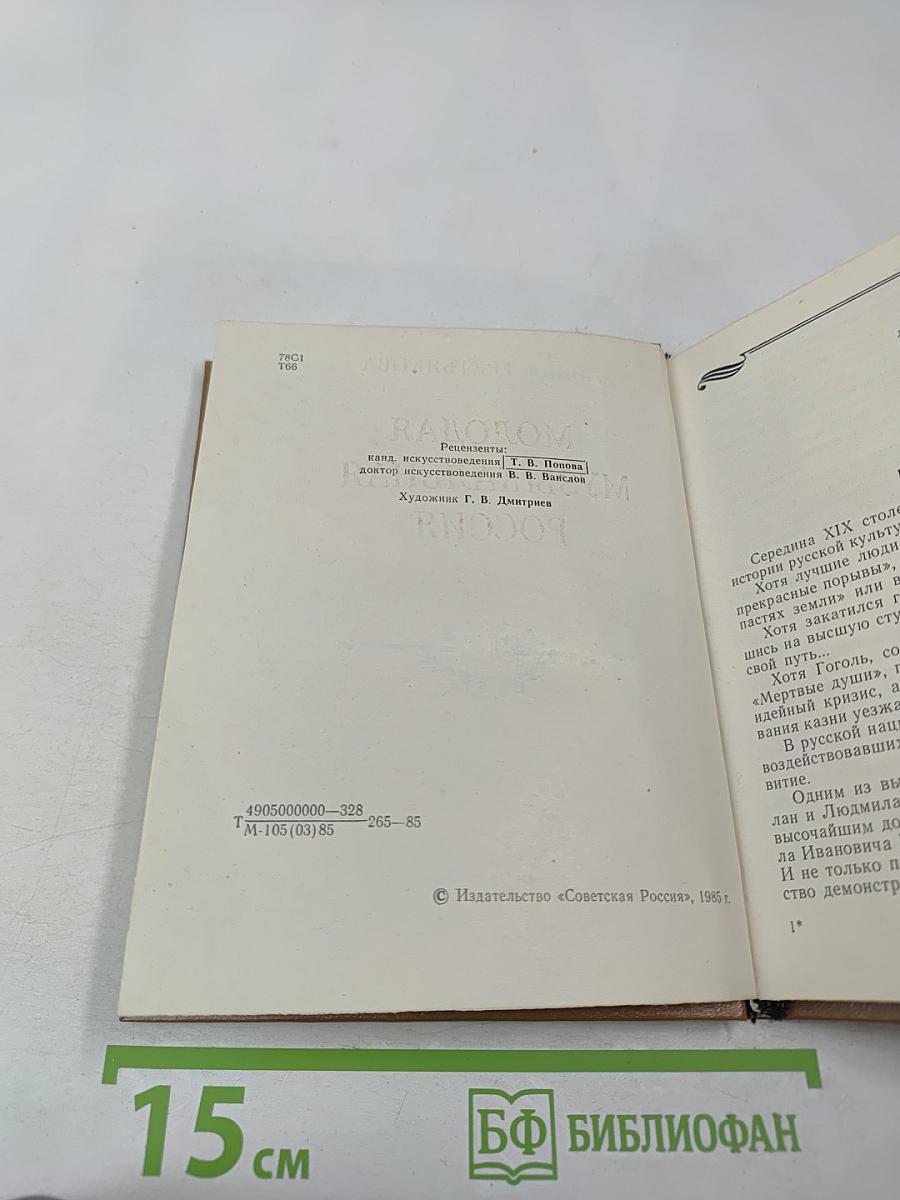 78С1
Т66
МОЛОДАЯ
РОССИЯ
Рецензенты:
канд. искусствоведения Т. В. Попова
доктор искусствоведения В. В. Ванслов
Художник Г. В. Дмитриев
Т 4905000000—328
М-105(03)85 265—85
© Издательство «Советская Россия», 1985 г.
Середина XIX столе
истории русской культу
Хотя лучшие люди
прекрасные порывы»,
пастях земли» или в
Хотя закатился г
шись на высшую сту
свой путь...
Хотя Гоголь, со
«Мертвые души», п
идейный кризис, а
вания казни уезжа
В русской наци
воздействовавших
витие.
Одним из вы
лан и Людмила
высочайшим до
ла Ивановича
И не только п
ство демонстр
1*
15 см
БФ БИБЛИОФАН